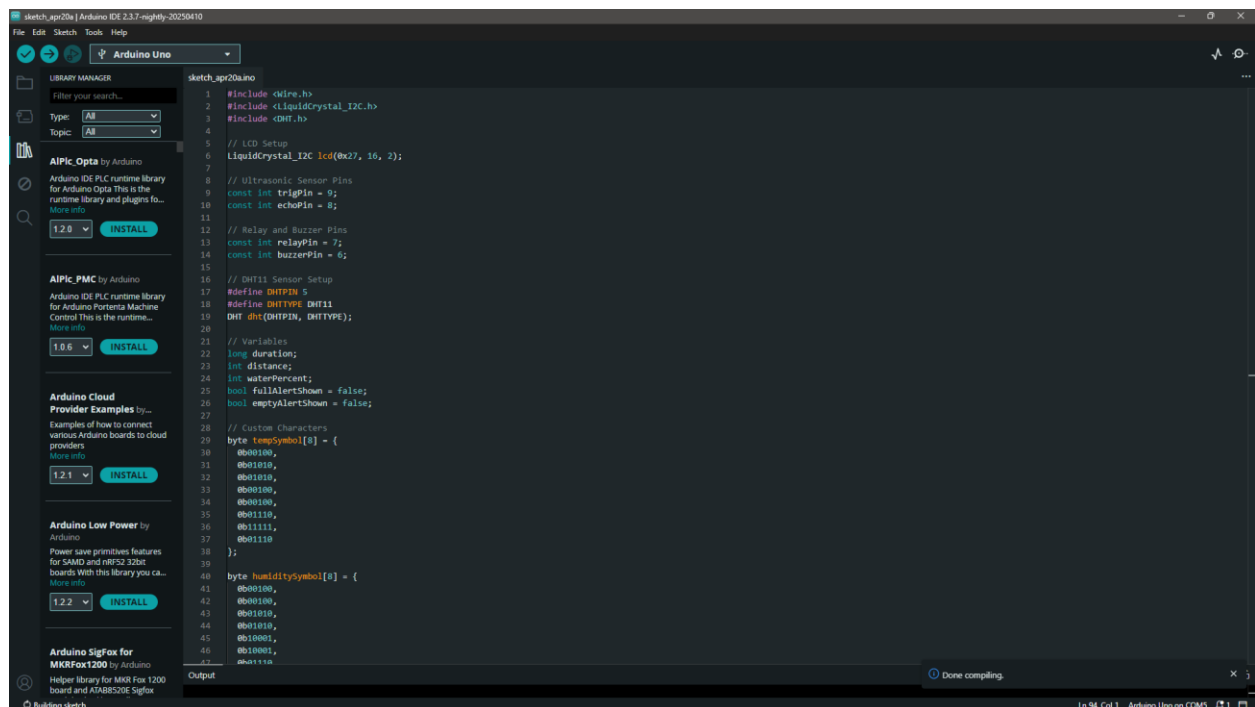 sketch_apr20a | Arduino IDE 2.3.7-nightly-20250410
File Edit Sketch Tools Help
Arduino Uno
LIBRARY MANAGER
Filter your search...
Type: All
Topic: All
AIPlc_Opta by Arduino
Arduino IDE PLC runtime library
for Arduino Opta This is the
runtime library and plugins fo...
More info
1.2.0 INSTALL
AIPlc_PMC by Arduino
Arduino IDE PLC runtime library
for Arduino Portenta Machine
Control This is the runtime...
More info
1.0.6 INSTALL
Arduino Cloud
Provider Examples by...
Examples of how to connect
various Arduino boards to cloud
providers
More info
1.2.1 INSTALL
Arduino Low Power by
Arduino
Power save primitives features
for SAMD and nRF52 32bit
boards With this library you ca...
More info
1.2.2 INSTALL
Arduino SigFox for
MKRFox1200 by Arduino
Helper library for MKR Fox 1200
board and ATAB8520E Sigfox
sketch_apr20a.ino
1 #include <Wire.h>
2 #include <LiquidCrystal_I2C.h>
3 #include <DHT.h>
4
5 // LCD Setup
6 LiquidCrystal_I2C lcd(0x27, 16, 2);
7
8 // Ultrasonic Sensor Pins
9 const int trigPin = 9;
10 const int echoPin = 8;
11
12 // Relay and Buzzer Pins
13 const int relayPin = 7;
14 const int buzzerPin = 6;
15
16 // DHT11 Sensor Setup
17 #define DHTPIN 5
18 #define DHTTYPE DHT11
19 DHT dht(DHTPIN, DHTTYPE);
20
21 // Variables
22 long duration;
23 int distance;
24 int waterPercent;
25 bool fullAlertShown = false;
26 bool emptyAlertShown = false;
27
28 // Custom Characters
29 byte tempSymbol[8] = {
30 0b00100,
31 0b01010,
32 0b01010,
33 0b00100,
34 0b00100,
35 0b01110,
36 0b11111,
37 0b01110
38 };
39
40 byte humiditySymbol[8] = {
41 0b00100,
42 0b00100,
43 0b01010,
44 0b01010,
45 0b10001,
46 0b10001,
47 0b01110
Output
Done compiling.
Building sketch
Ln 94, Col 1 Arduino Uno on COM5 1